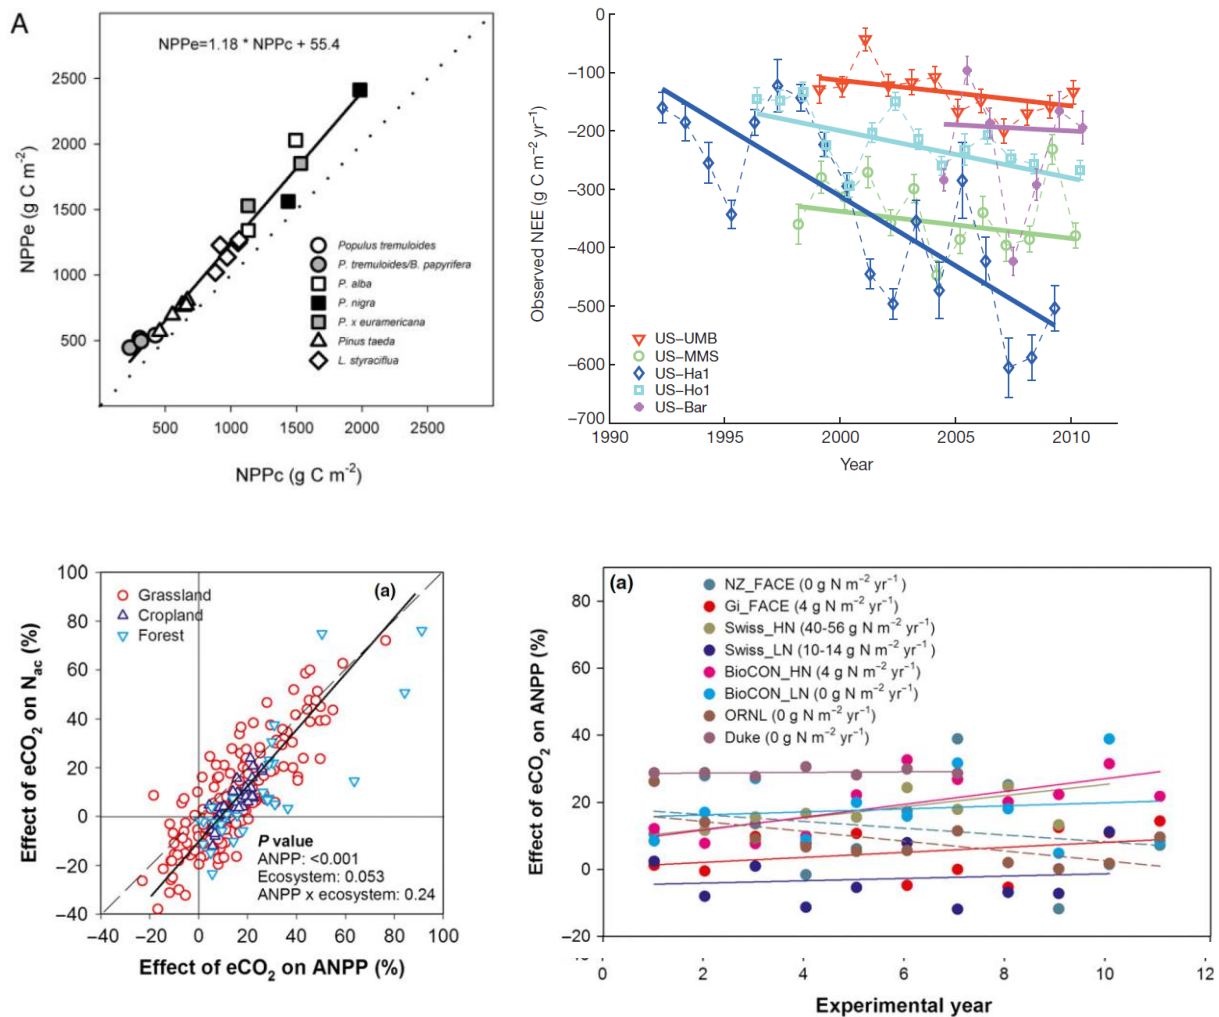 A
NPPe=1.18 * NPPc + 55.4
2500
2000
1500
1000
500
NPPe (g C m⁻²)
Populus tremuloides
P. tremuloides/B. papyrifera
P. alba
P. nigra
P. x euramericana
Pinus taeda
L. styraciflua
500 1000 1500 2000 2500
NPPc (g C m⁻²)
0
−100
−200
−300
−400
−500
−600
−700
Observed NEE (g C m⁻² yr⁻¹)
US−UMB
US−MMS
US−Ha1
US−Ho1
US−Bar
1990 1995 2000 2005 2010
Year
(a)
100
80
60
40
20
0
−20
−40
Effect of eCO₂ on Nₐc (%)
Grassland
Cropland
Forest
P value
ANPP: <0.001
Ecosystem: 0.053
ANPP x ecosystem: 0.24
−40 −20 0 20 40 60 80 100
Effect of eCO₂ on ANPP (%)
(a)
80
60
40
20
0
−20
Effect of eCO₂ on ANPP (%)
NZ_FACE (0 g N m⁻² yr⁻¹)
Gi_FACE (4 g N m⁻² yr⁻¹)
Swiss_HN (40-56 g N m⁻² yr⁻¹)
Swiss_LN (10-14 g N m⁻² yr⁻¹)
BioCON_HN (4 g N m⁻² yr⁻¹)
BioCON_LN (0 g N m⁻² yr⁻¹)
ORNL (0 g N m⁻² yr⁻¹)
Duke (0 g N m⁻² yr⁻¹)
0 2 4 6 8 10 12
Experimental year